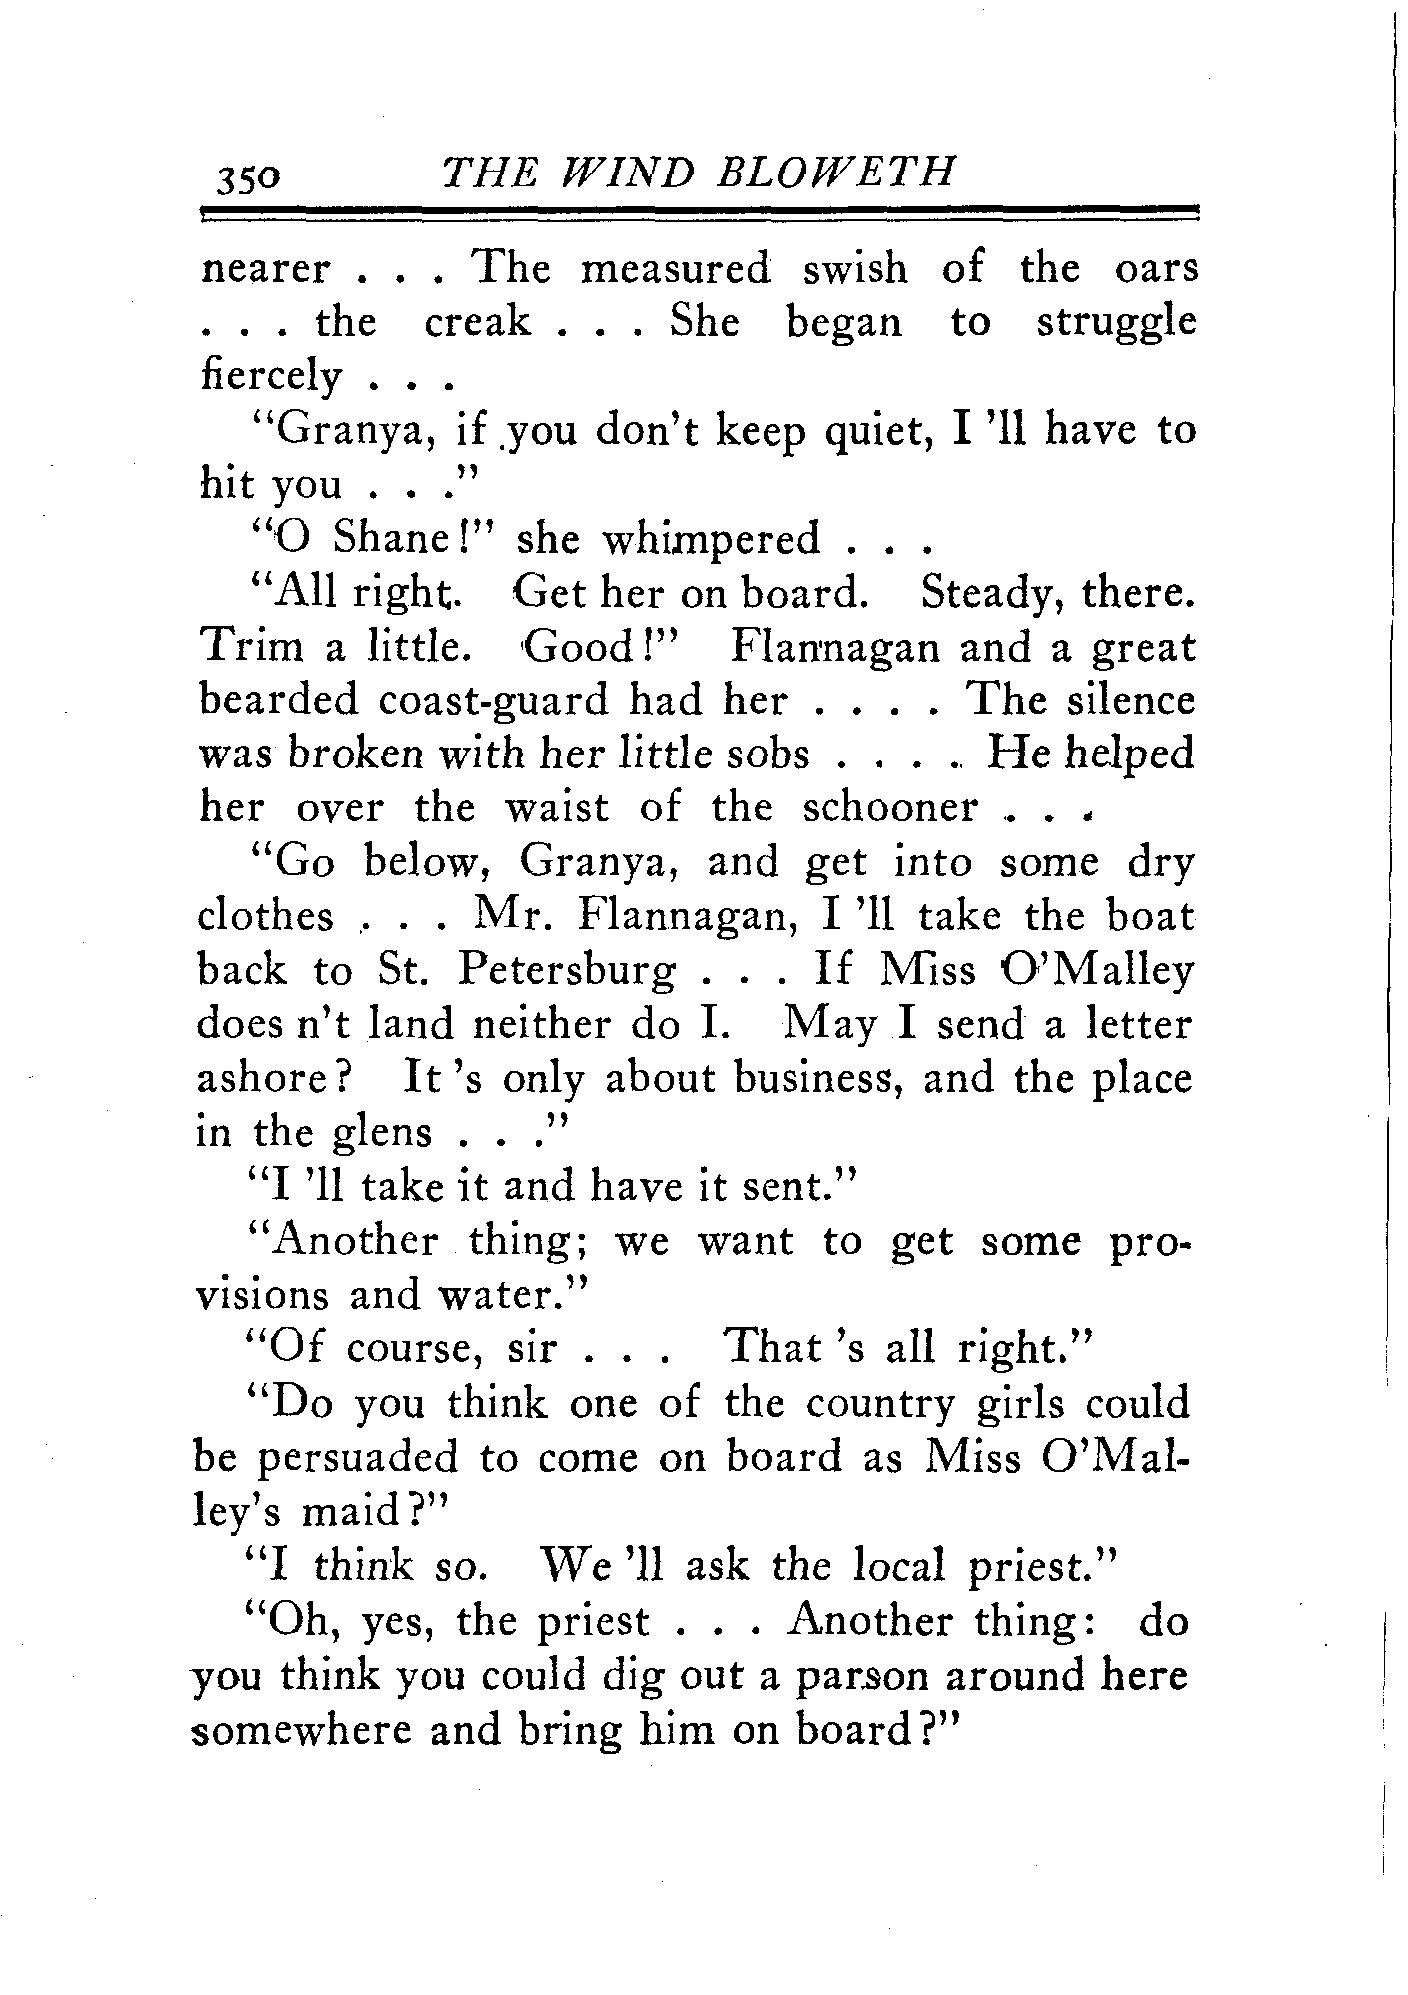 350 THE WIND BLOWETH
nearer . . . The measured swish of the oars
. . . the creak . . . She began to struggle
fiercely . . .
"Granya, if you don't keep quiet, I 'll have to
hit you . . ."
"O Shane!" she whimpered . . .
"All right. Get her on board. Steady, there.
Trim a little. Good!" Flannagan and a great
bearded coast-guard had her . . . . The silence
was broken with her little sobs . . . . He helped
her over the waist of the schooner . . .
"Go below, Granya, and get into some dry
clothes . . . Mr. Flannagan, I 'll take the boat
back to St. Petersburg . . . If Miss O'Malley
does n't land neither do I. May I send a letter
ashore? It 's only about business, and the place
in the glens . . ."
"I 'll take it and have it sent."
"Another thing; we want to get some pro-
visions and water."
"Of course, sir . . . That 's all right."
"Do you think one of the country girls could
be persuaded to come on board as Miss O'Mal-
ley's maid?"
"I think so. We 'll ask the local priest."
"Oh, yes, the priest . . . Another thing: do
you think you could dig out a parson around here
somewhere and bring him on board?"